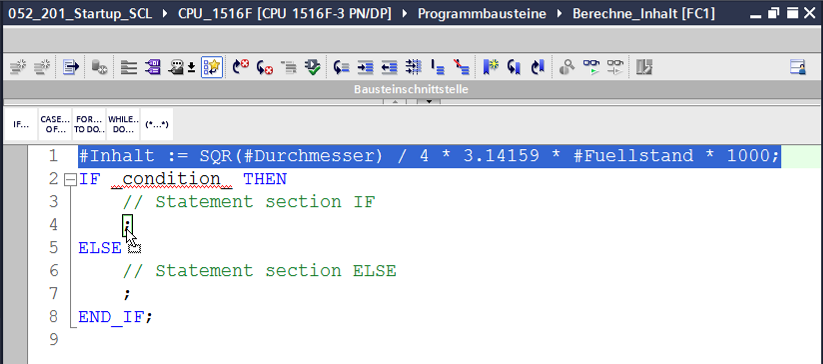 052_201_Startup_SCL ▸ CPU_1516F [CPU 1516F-3 PN/DP] ▸ Programmbausteine ▸ Berechne_Inhalt [FC1]
Bausteinschnittstelle
IF... CASE... OF... FOR... TO DO... WHILE... DO... (*...*)
1 #Inhalt := SQR(#Durchmesser) / 4 * 3.14159 * #Fuellstand * 1000;
2 IF _condition_ THEN
3 // Statement section IF
4 ;
5 ELSE
6 // Statement section ELSE
7 ;
8 END_IF;
9